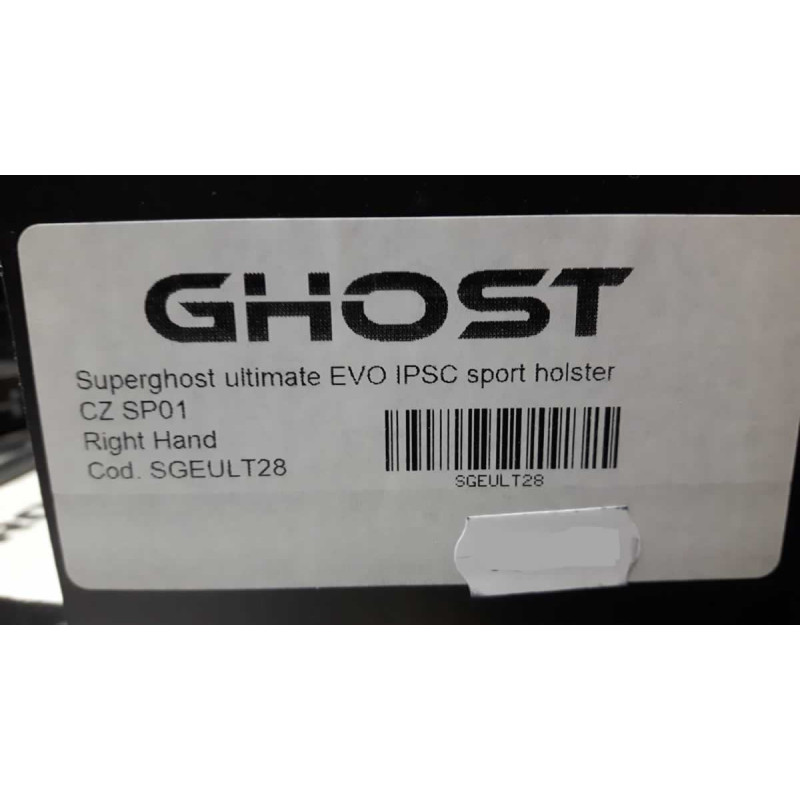 GHOST
Superghost ultimate EVO IPSC sport holster
CZ SP01
Right Hand
Cod. SGEULT28
SGEULT28